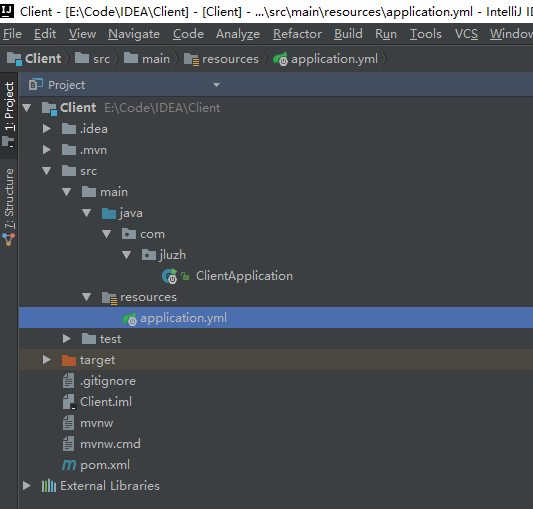 Client - [E:\Code\IDEA\Client] - [Client] - ...\src\main\resources\application.yml - IntelliJ ID
File Edit View Navigate Code Analyze Refactor Build Run Tools VCS Window
Client src main resources application.yml
Project
1: Project
7: Structure
Client E:\Code\IDEA\Client
.idea
.mvn
src
main
java
com
jluzh
ClientApplication
resources
application.yml
test
target
.gitignore
Client.iml
mvnw
mvnw.cmd
pom.xml
External Libraries